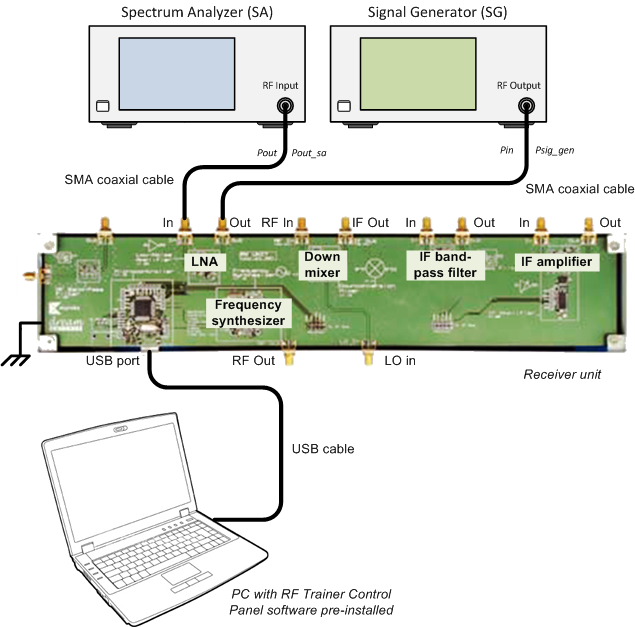 Spectrum Analyzer (SA)
Signal Generator (SG)
RF Input
RF Output
Pout
Pout_sa
Pin
Psig_gen
SMA coaxial cable
SMA coaxial cable
In
Out
RF In
IF Out
In
Out
In
Out
LNA
Down
mixer
IF band-
pass filter
IF amplifier
Frequency
synthesizer
USB port
RF Out
LO in
Receiver unit
USB cable
PC with RF Trainer Control
Panel software pre-installed